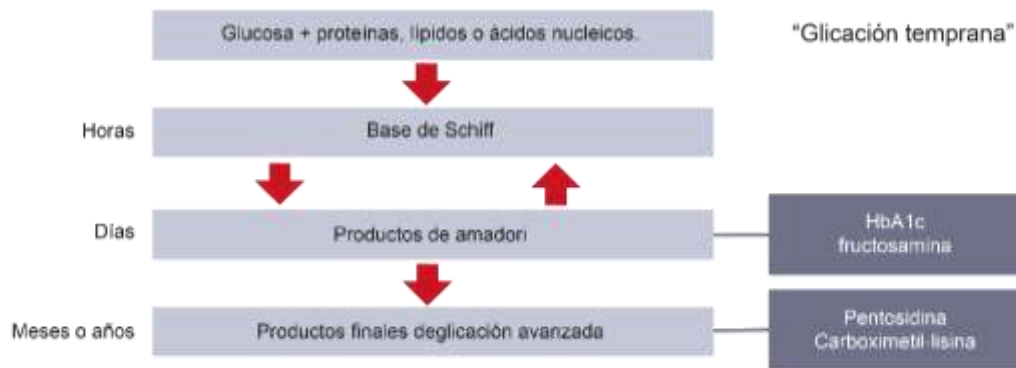 Glucosa + proteínas, lípidos o ácidos nucleicos.
"Glicación temprana"
Horas
Base de Schiff
Días
Productos de amadori
HbA1c
fructosamina
Meses o años
Productos finales deglicación avanzada
Pentosidina
Carboximetil-lisina